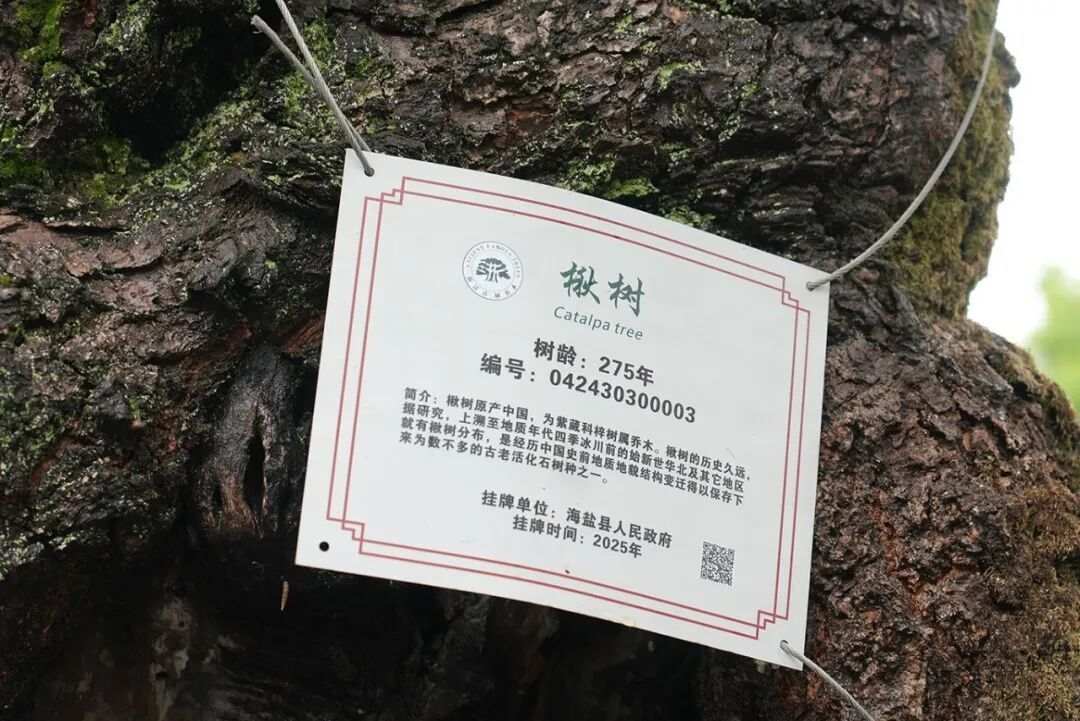 楸树
Catalpa tree
树龄：275年
编号：04243030​0003
简介：楸树原产中国，为紫葳科梓树属乔木。楸树的历史久远，
据研究，上溯至地质年代四季冰川前的始新世华北及其它地区
就有楸树分布，是经历中国史前地质地貌结构变迁得以保存下
来为数不多的古老活化石树种之一。
挂牌单位：海盐县人民政府
挂牌时间：2025年